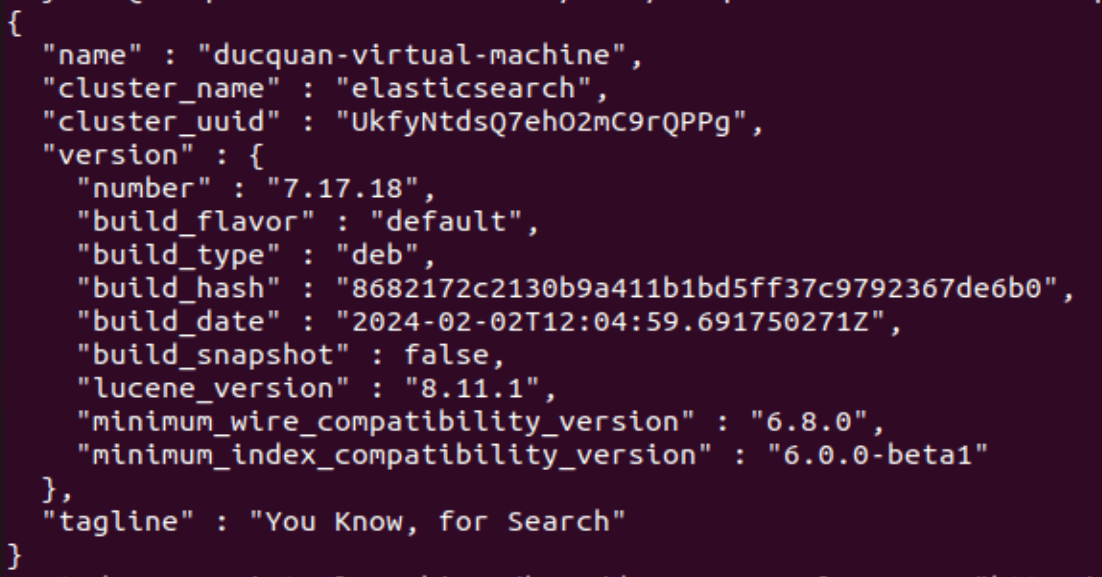 {
  "name" : "ducquan-virtual-machine",
  "cluster_name" : "elasticsearch",
  "cluster_uuid" : "UkfyNtdsQ7ehO2mC9rQPPg",
  "version" : {
    "number" : "7.17.18",
    "build_flavor" : "default",
    "build_type" : "deb",
    "build_hash" : "8682172c2130b9a411b1bd5ff37c9792367de6b0",
    "build_date" : "2024-02-02T12:04:59.691750271Z",
    "build_snapshot" : false,
    "lucene_version" : "8.11.1",
    "minimum_wire_compatibility_version" : "6.8.0",
    "minimum_index_compatibility_version" : "6.0.0-beta1"
  },
  "tagline" : "You Know, for Search"
}